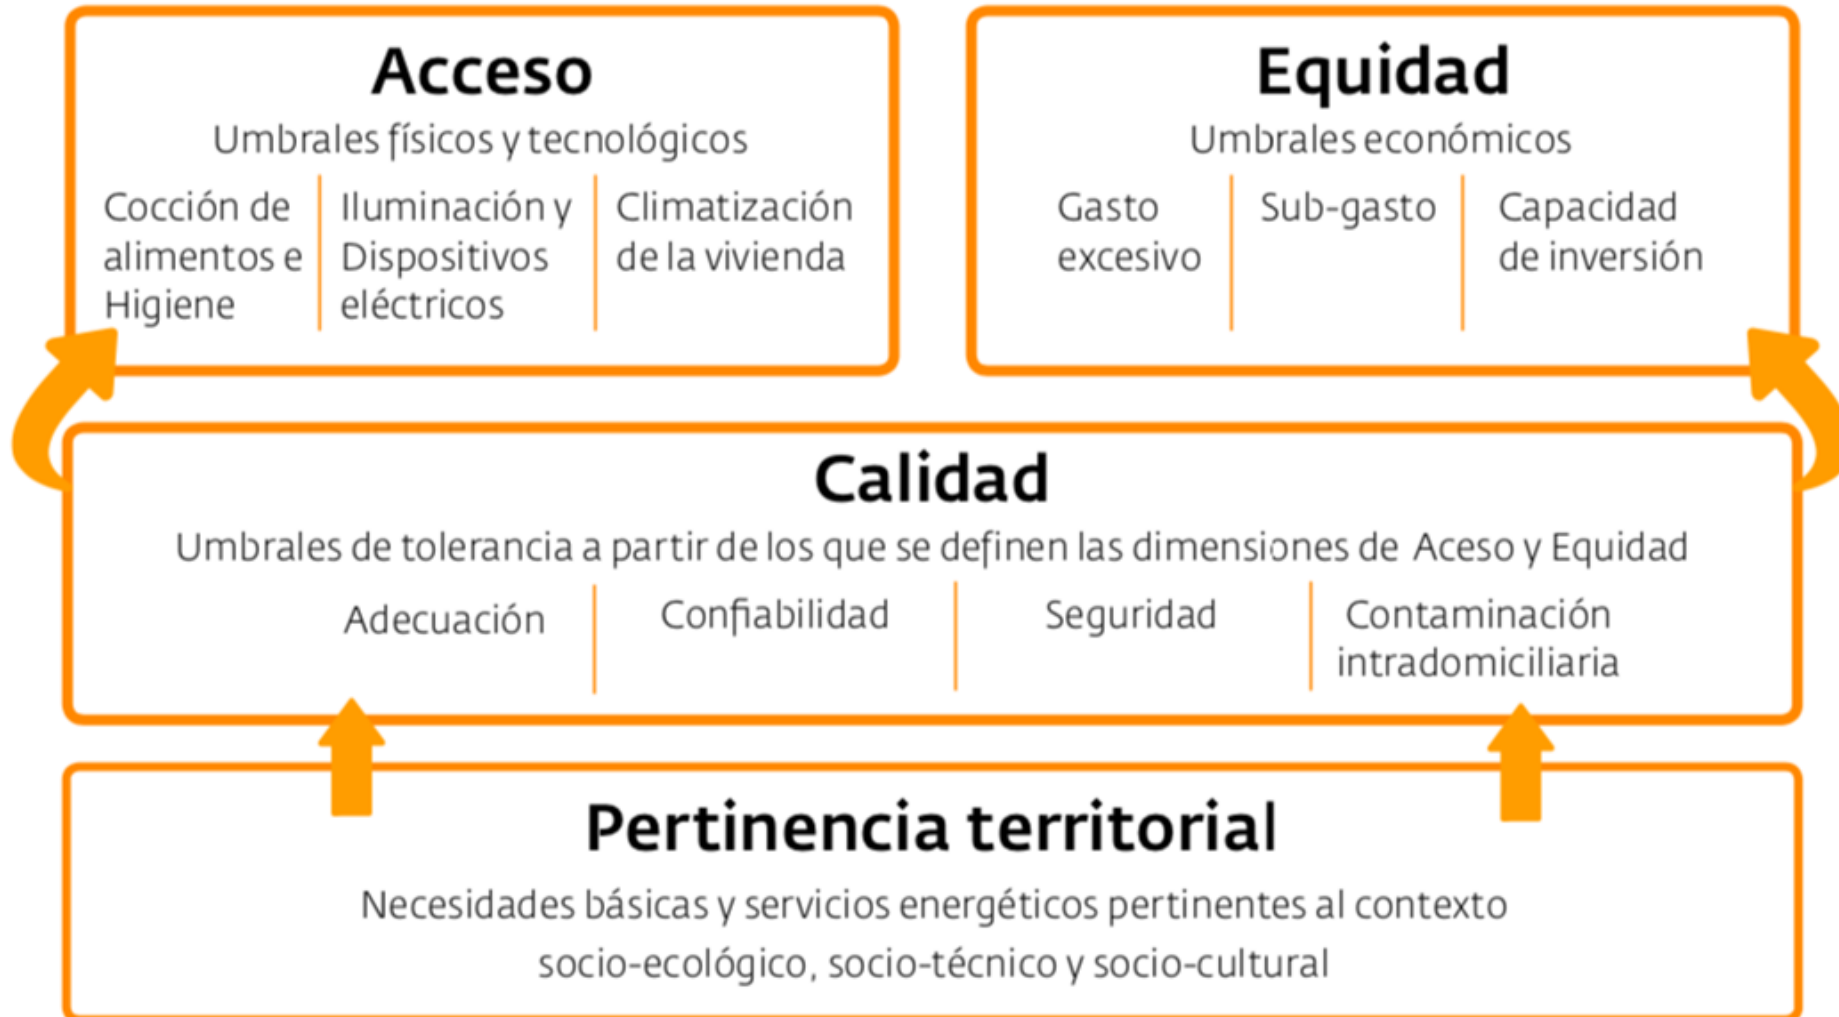 Acceso
Umbrales físicos y tecnológicos
Cocción de
alimentos e
Higiene
Iluminación y
Dispositivos
eléctricos
Climatización
de la vivienda
Equidad
Umbrales económicos
Gasto
excesivo
Sub-gasto
Capacidad
de inversión
Calidad
Umbrales de tolerancia a partir de los que se definen las dimensiones de Aceso y Equidad
Adecuación
Confiabilidad
Seguridad
Contaminación
intradomiciliaria
Pertinencia territorial
Necesidades básicas y servicios energéticos pertinentes al contexto
socio-ecológico, socio-técnico y socio-cultural